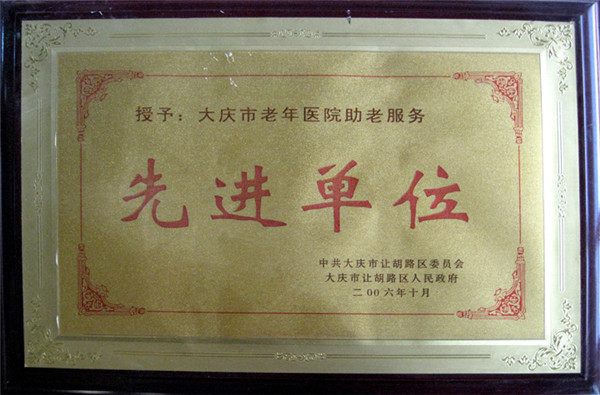 授予：大庆市老年医院助老服务
先进单位
中共大庆市让胡路区委员会
大庆市让胡路区人民政府
二00六年十月